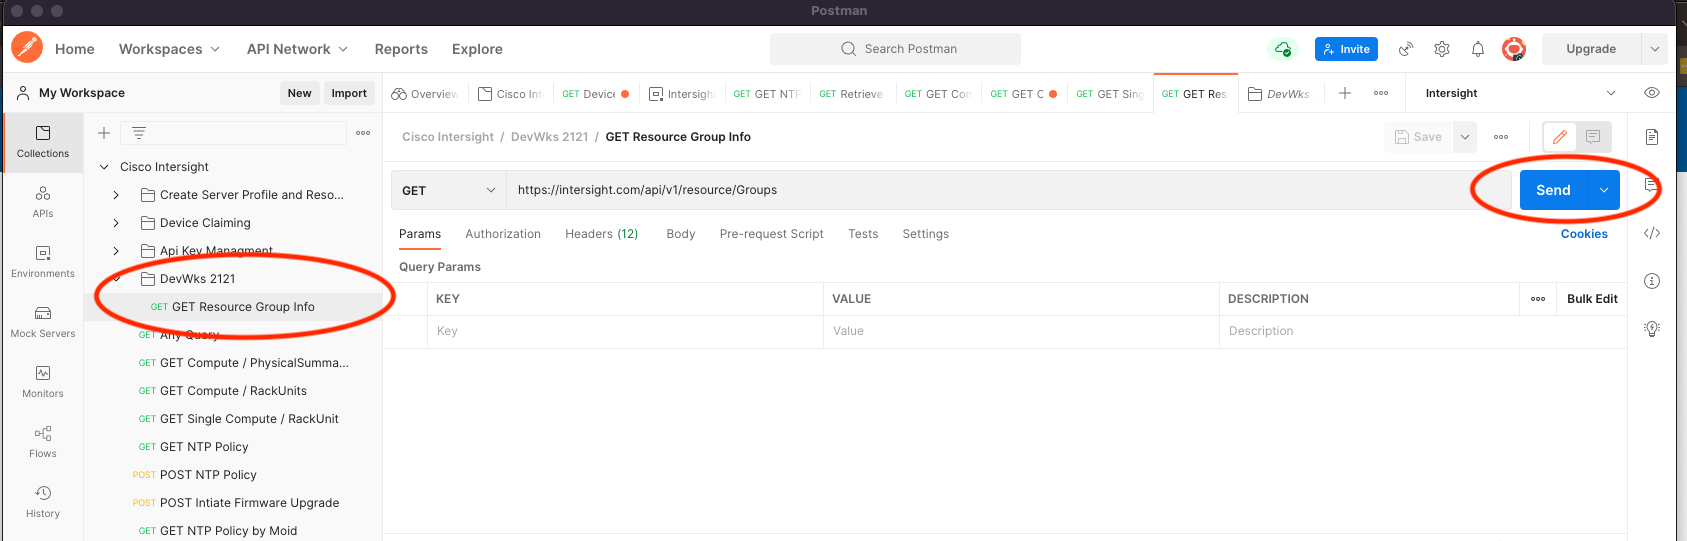 Postman
Home Workspaces API Network Reports Explore Search Postman Invite Upgrade
My Workspace New Import Overview Cisco Int GET Device GET GET NTP GET Retrieve GET GET Con GET GET C GET GET Sing GET GET Res DevWks Intersight
Cisco Intersight / DevWks 2121 / GET Resource Group Info Save
Collections
APIs
Environments
Mock Servers
Monitors
Flows
History
Cisco Intersight
Create Server Profile and Reso...
Device Claiming
Api Key Managment
DevWks 2121
GET GET Resource Group Info
GET Any Query
GET GET Compute / PhysicalSumma...
GET GET Compute / RackUnits
GET GET Single Compute / RackUnit
GET GET NTP Policy
POST POST NTP Policy
POST POST Intiate Firmware Upgrade
GET GET NTP Policy by Moid
GET https://intersight.com/api/v1/resource/Groups Send
Params Authorization Headers (12) Body Pre-request Script Tests Settings Cookies
Query Params
KEY VALUE DESCRIPTION Bulk Edit
Key Value Description